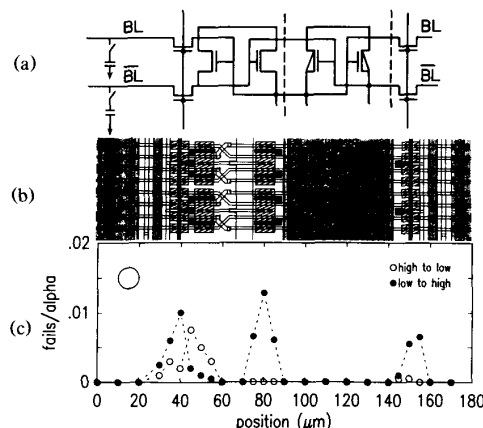 BL BL
(a)
BL BL
(b)
.02
high to low
low to high
fails/alpha
.01
(c)
0
0 20 40 60 80 100 120 140 160 180
position (μm)